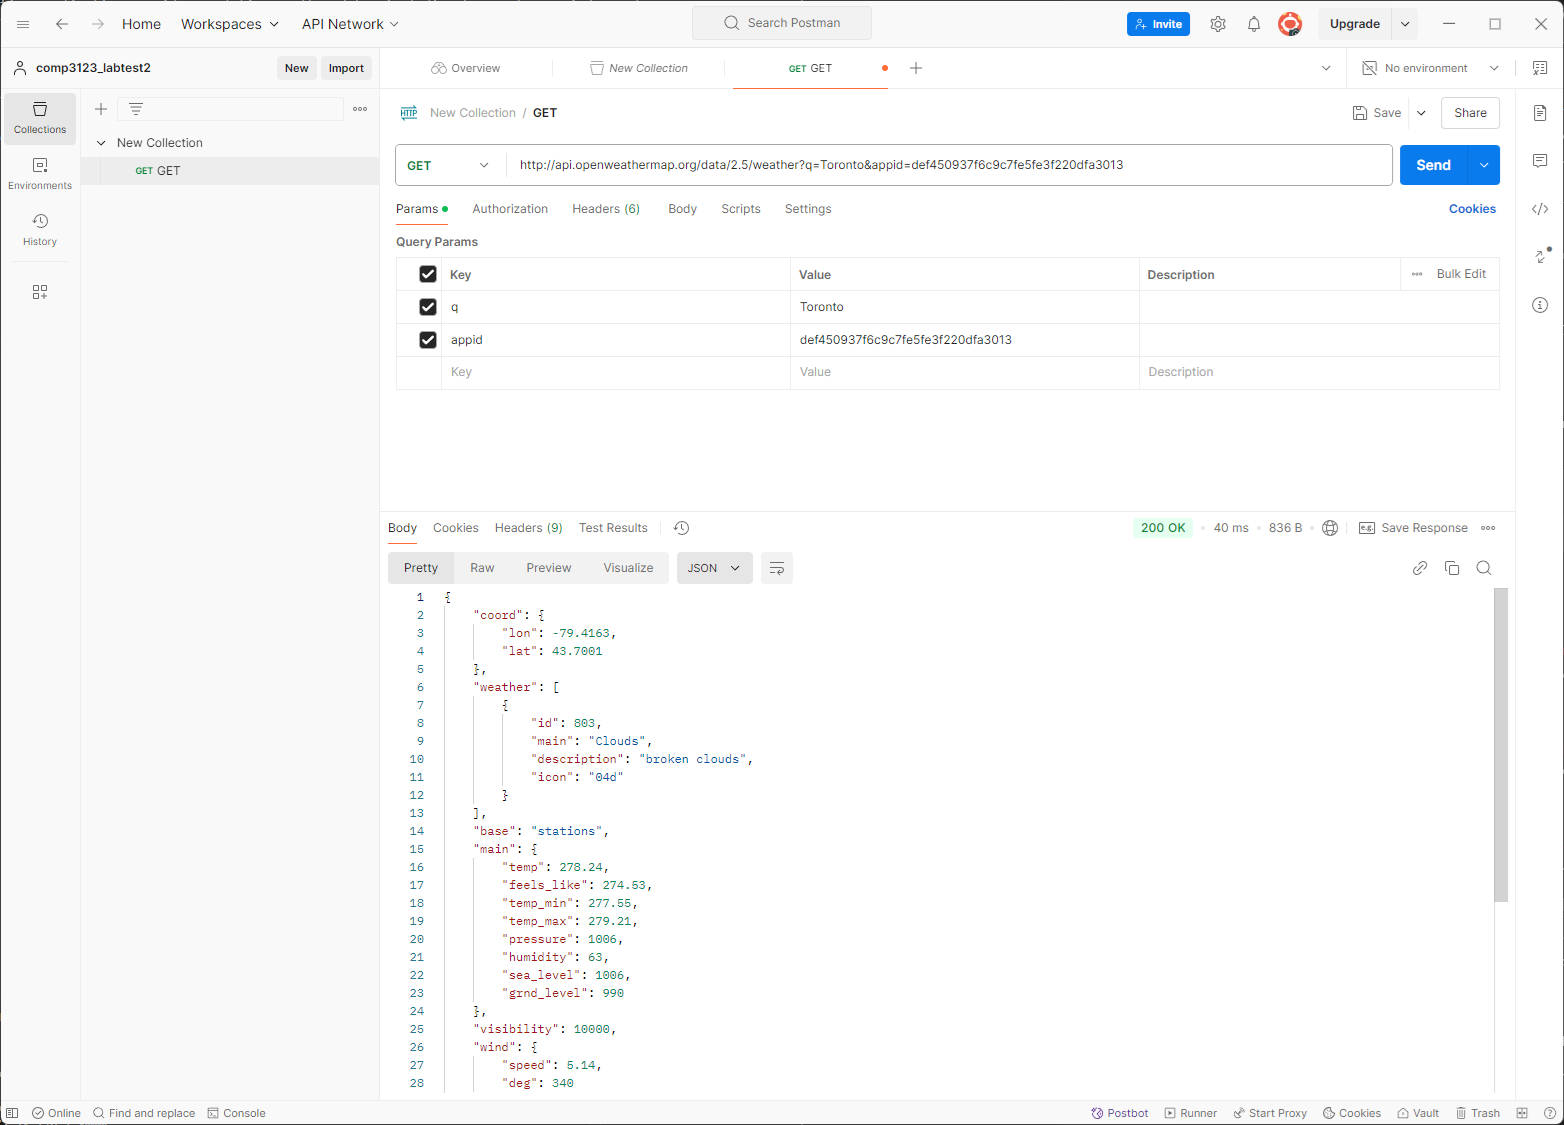 Home Workspaces API Network Search Postman Invite Upgrade
comp3123_labtest2 New Import Overview New Collection GET GET No environment
Collections
Environments
History
New Collection
GET GET
HTTP New Collection / GET Save Share
GET http://api.openweathermap.org/data/2.5/weather?q=Toronto&appid=def450937f6c9c7fe5fe3f220dfa3013 Send
Params Authorization Headers (6) Body Scripts Settings Cookies
Query Params
Key Value Description Bulk Edit
q Toronto
appid def450937f6c9c7fe5fe3f220dfa3013
Key Value Description
Body Cookies Headers (9) Test Results 200 OK 40 ms 836 B e.g. Save Response
Pretty Raw Preview Visualize JSON
1 {
2 "coord": {
3 "lon": -79.4163,
4 "lat": 43.7001
5 },
6 "weather": [
7 {
8 "id": 803,
9 "main": "Clouds",
10 "description": "broken clouds",
11 "icon": "04d"
12 }
13 ],
14 "base": "stations",
15 "main": {
16 "temp": 278.24,
17 "feels_like": 274.53,
18 "temp_min": 277.55,
19 "temp_max": 279.21,
20 "pressure": 1006,
21 "humidity": 63,
22 "sea_level": 1006,
23 "grnd_level": 990
24 },
25 "visibility": 10000,
26 "wind": {
27 "speed": 5.14,
28 "deg": 340
Online Find and replace Console Postbot Runner Start Proxy Cookies Vault Trash